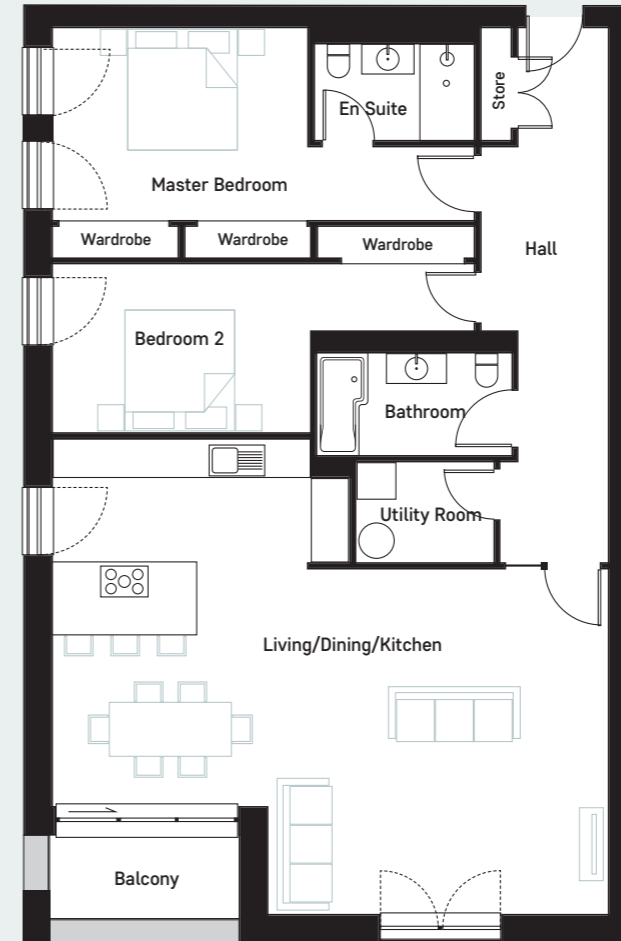 Store
En Suite
Master Bedroom
Wardrobe
Wardrobe
Wardrobe
Hall
Bedroom 2
Bathroom
Utility Room
Living/Dining/Kitchen
Balcony